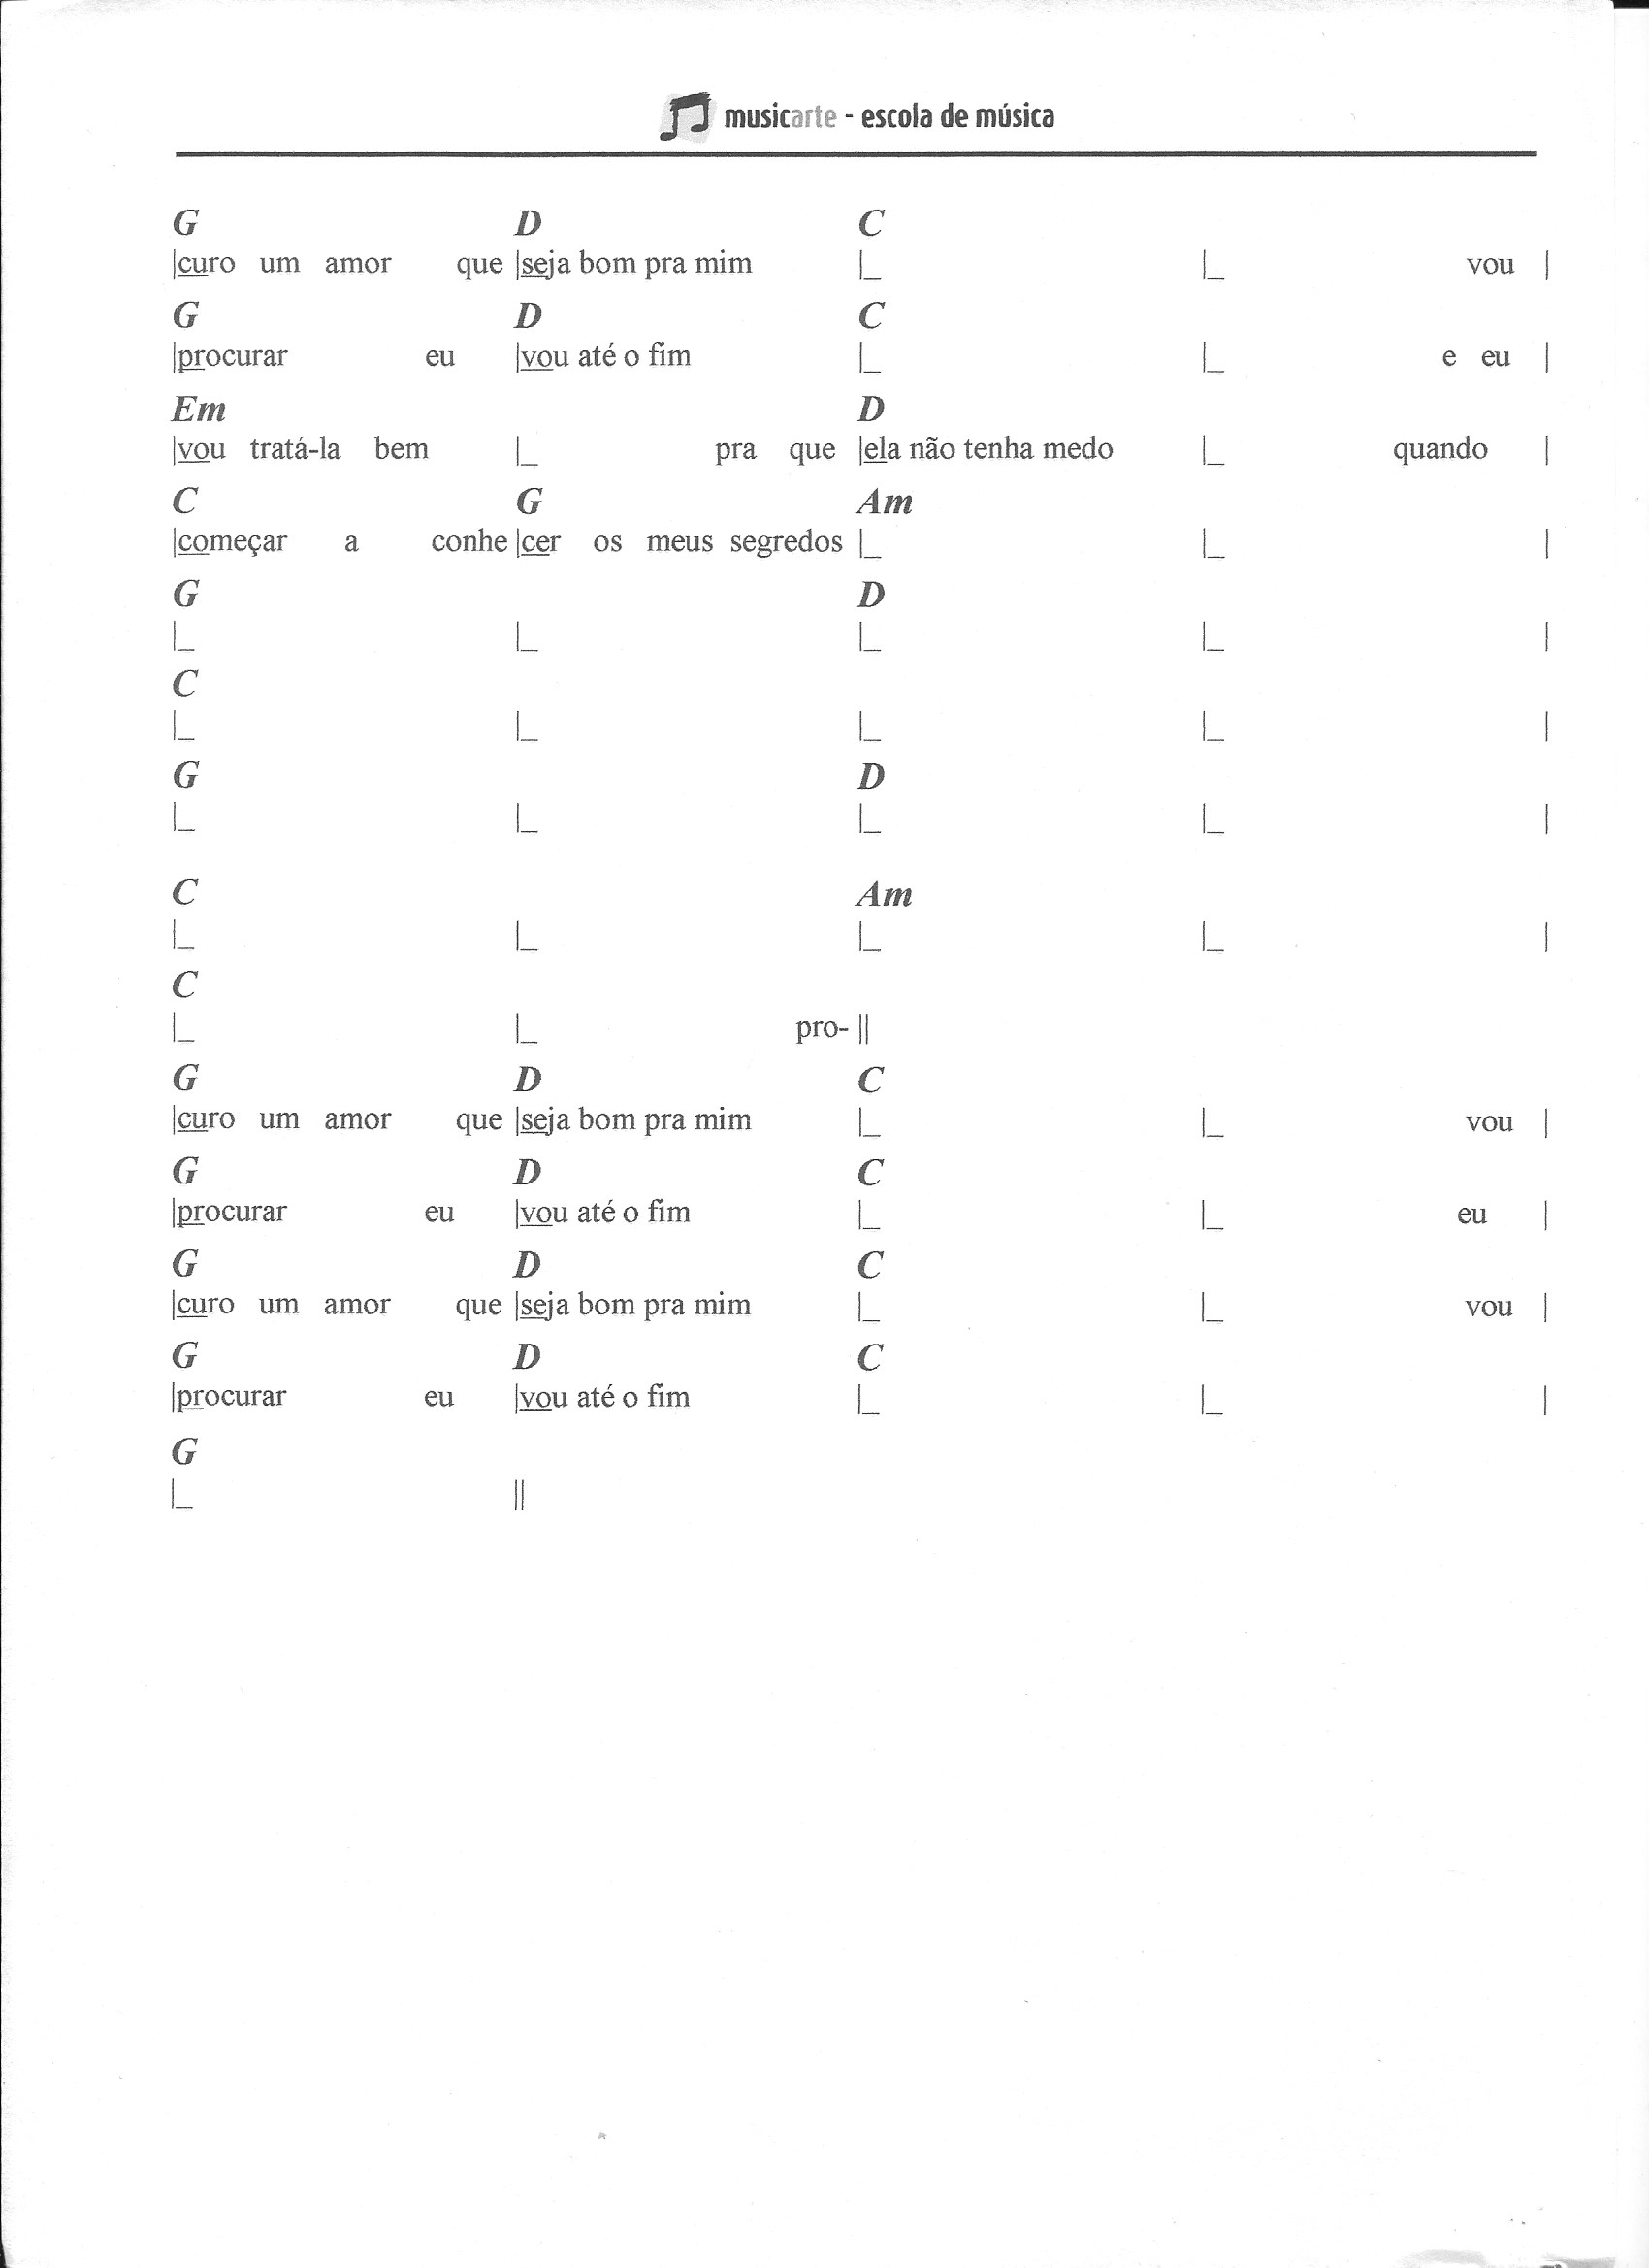 musicarte - escola de música
G D C
|curo um amor que |seja bom pra mim |_ |_ vou |
G D C
|procurar eu |vou até o fim |_ |_ e eu |
Em D
|vou tratá-la bem |_ pra que |ela não tenha medo |_ quando |
C G Am
|começar a conhe |cer os meus segredos |_ |_ |
G D
|_ |_ |_ |_ |
C
|_ |_ |_ |_ |
G D
|_ |_ |_ |_ |
C Am
|_ |_ |_ |_ |
C
|_ |_ pro- ||
G D C
|curo um amor que |seja bom pra mim |_ |_ vou |
G D C
|procurar eu |vou até o fim |_ |_ eu |
G D C
|curo um amor que |seja bom pra mim |_ |_ vou |
G D C
|procurar eu |vou até o fim |_ |_ |
G
|_ ||